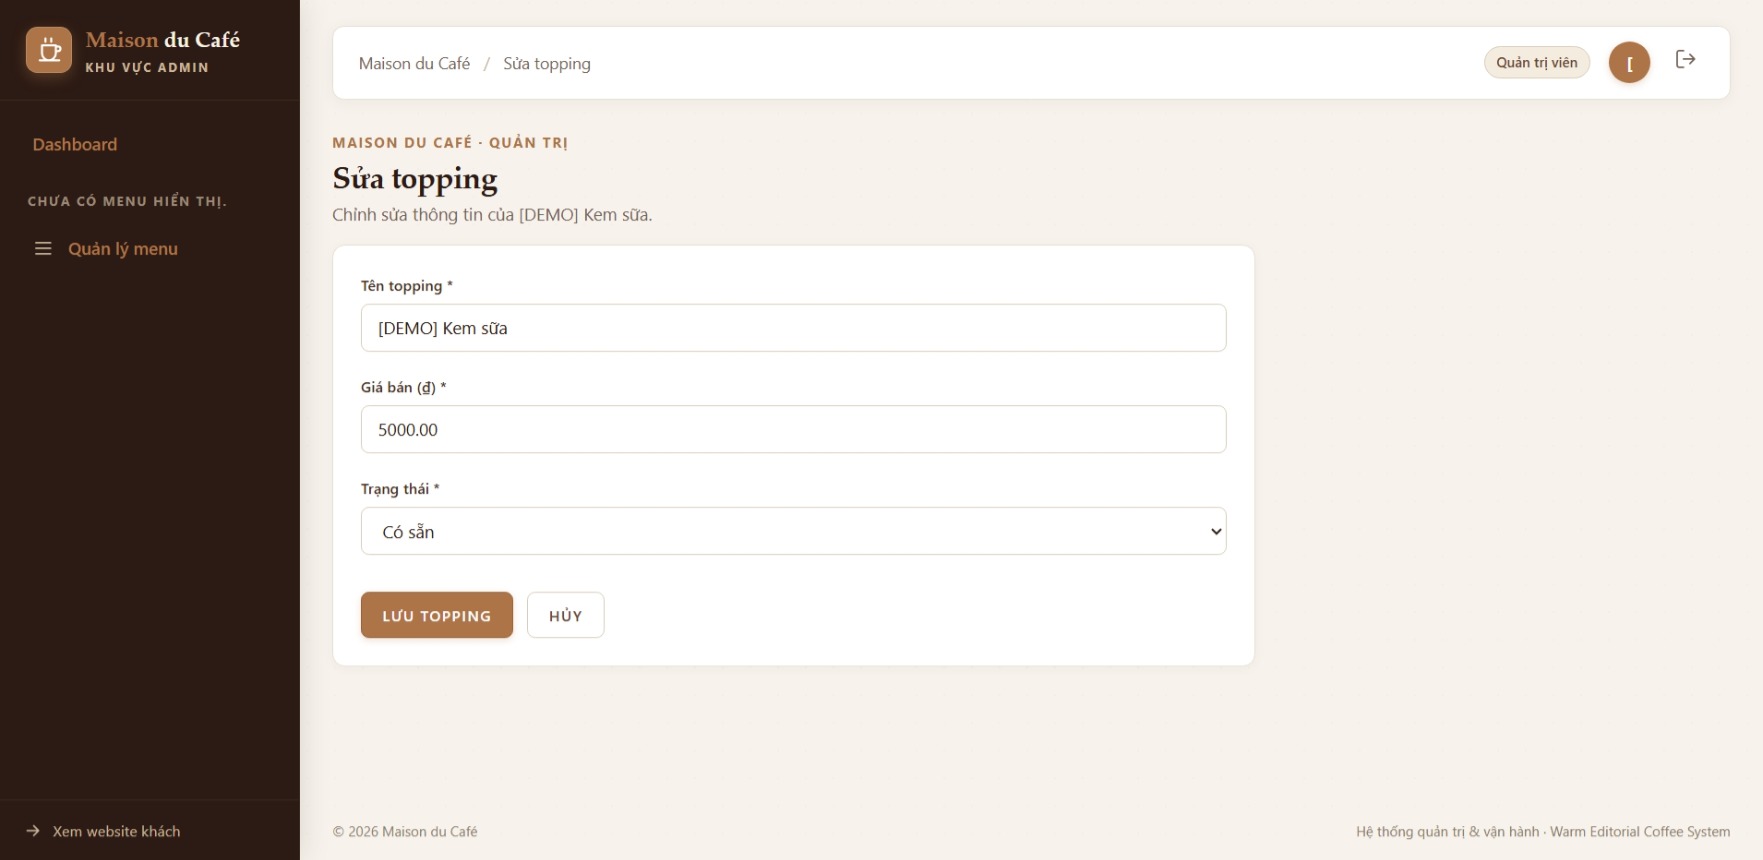 Maison du Café
KHU VỰC ADMIN
Dashboard
CHƯA CÓ MENU HIỂN THỊ.
Quản lý menu
Xem website khách
Maison du Café / Sửa topping
Quản trị viên
[
MAISON DU CAFÉ · QUẢN TRỊ
Sửa topping
Chỉnh sửa thông tin của [DEMO] Kem sữa.
Tên topping *
[DEMO] Kem sữa
Giá bán (₫) *
5000.00
Trạng thái *
Có sẵn
LƯU TOPPING
HỦY
© 2026 Maison du Café
Hệ thống quản trị & vận hành · Warm Editorial Coffee System